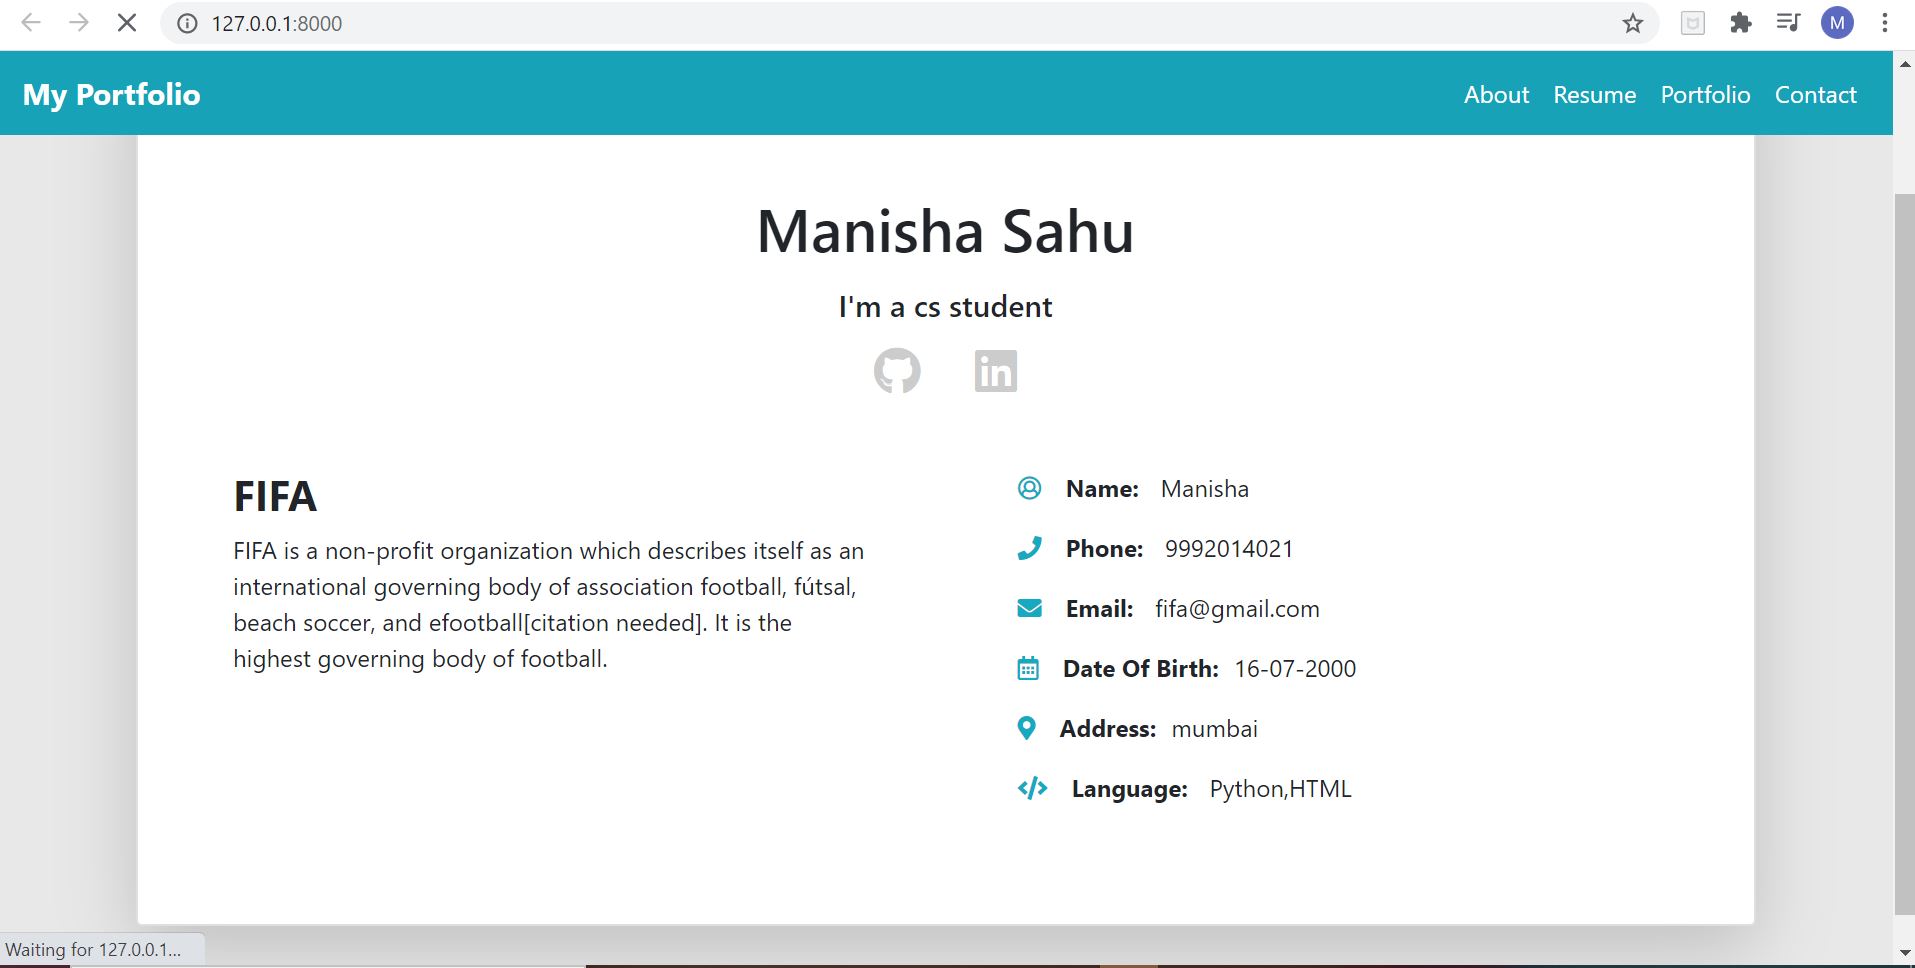 127.0.0.1:8000
M
My Portfolio
About Resume Portfolio Contact
Manisha Sahu
I'm a cs student
in
FIFA
FIFA is a non-profit organization which describes itself as an
international governing body of association football, fútsal,
beach soccer, and efootball[citation needed]. It is the
highest governing body of football.
Name: Manisha
Phone: 9992014021
Email: fifa@gmail.com
Date Of Birth: 16-07-2000
Address: mumbai
Language: Python,HTML
Waiting for 127.0.0.1...